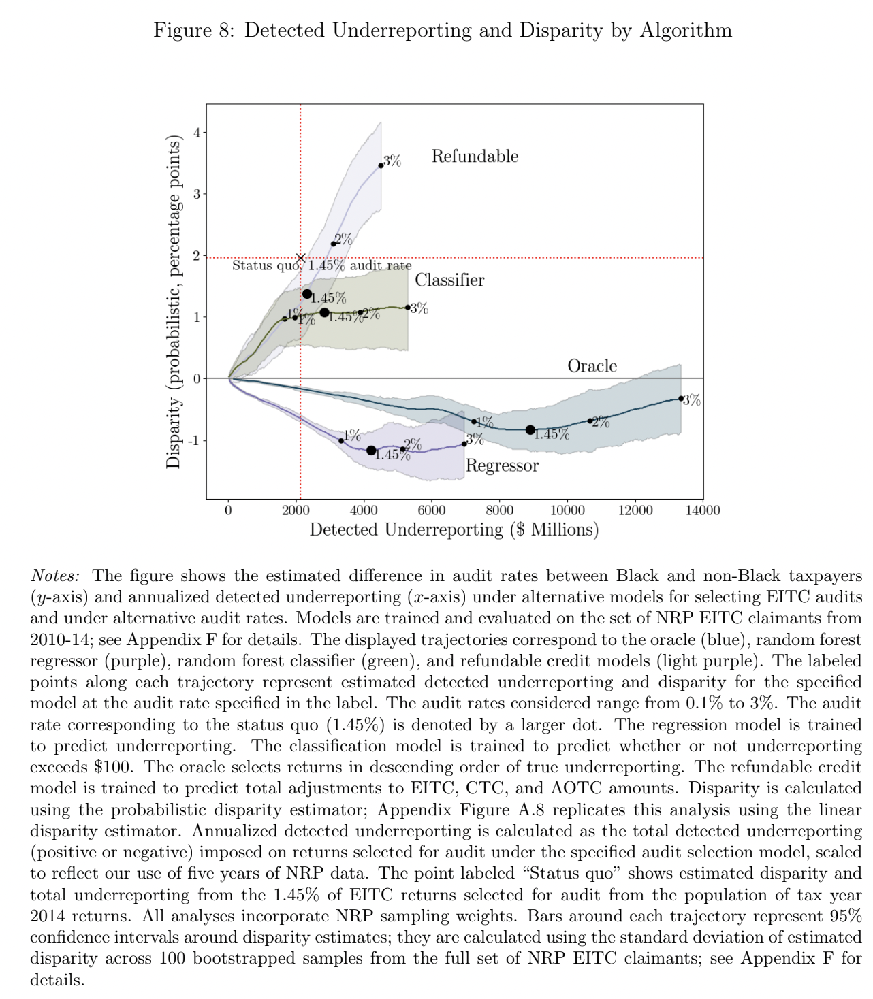 Figure 8: Detected Underreporting and Disparity by Algorithm
Disparity (probabilistic, percentage points)
4
3
2
1
0
-1
3%
Refundable
2%
Status quo, 1.45% audit rate
Classifier
1.45%
1%
1%
1.45%
2%
3%
Oracle
3%
1%
2%
1.45%
1%
2%
3%
1.45%
Regressor
0
2000
4000
6000
8000
10000
12000
14000
Detected Underreporting ($ Millions)
Notes: The figure shows the estimated difference in audit rates between Black and non-Black taxpayers
(y-axis) and annualized detected underreporting (x-axis) under alternative models for selecting EITC audits
and under alternative audit rates. Models are trained and evaluated on the set of NRP EITC claimants from
2010-14; see Appendix F for details. The displayed trajectories correspond to the oracle (blue), random forest
regressor (purple), random forest classifier (green), and refundable credit models (light purple). The labeled
points along each trajectory represent estimated detected underreporting and disparity for the specified
model at the audit rate specified in the label. The audit rates considered range from 0.1% to 3%. The audit
rate corresponding to the status quo (1.45%) is denoted by a larger dot. The regression model is trained
to predict underreporting. The classification model is trained to predict whether or not underreporting
exceeds $100. The oracle selects returns in descending order of true underreporting. The refundable credit
model is trained to predict total adjustments to EITC, CTC, and AOTC amounts. Disparity is calculated
using the probabilistic disparity estimator; Appendix Figure A.8 replicates this analysis using the linear
disparity estimator. Annualized detected underreporting is calculated as the total detected underreporting
(positive or negative) imposed on returns selected for audit under the specified audit selection model, scaled
to reflect our use of five years of NRP data. The point labeled “Status quo” shows estimated disparity and
total underreporting from the 1.45% of EITC returns selected for audit from the population of tax year
2014 returns. All analyses incorporate NRP sampling weights. Bars around each trajectory represent 95%
confidence intervals around disparity estimates; they are calculated using the standard deviation of estimated
disparity across 100 bootstrapped samples from the full set of NRP EITC claimants; see Appendix F for
details.